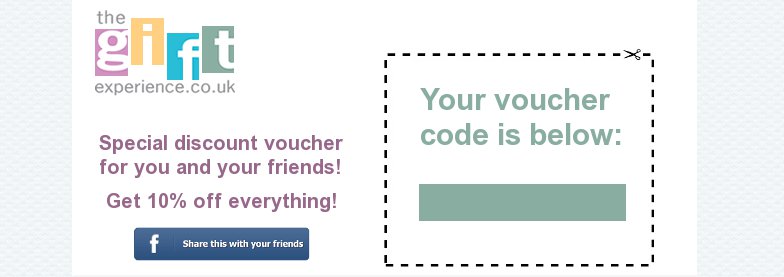 the
gift
experience.co.uk
Special discount voucher
for you and your friends!
Get 10% off everything!
f Share this with your friends
Your voucher
code is below: